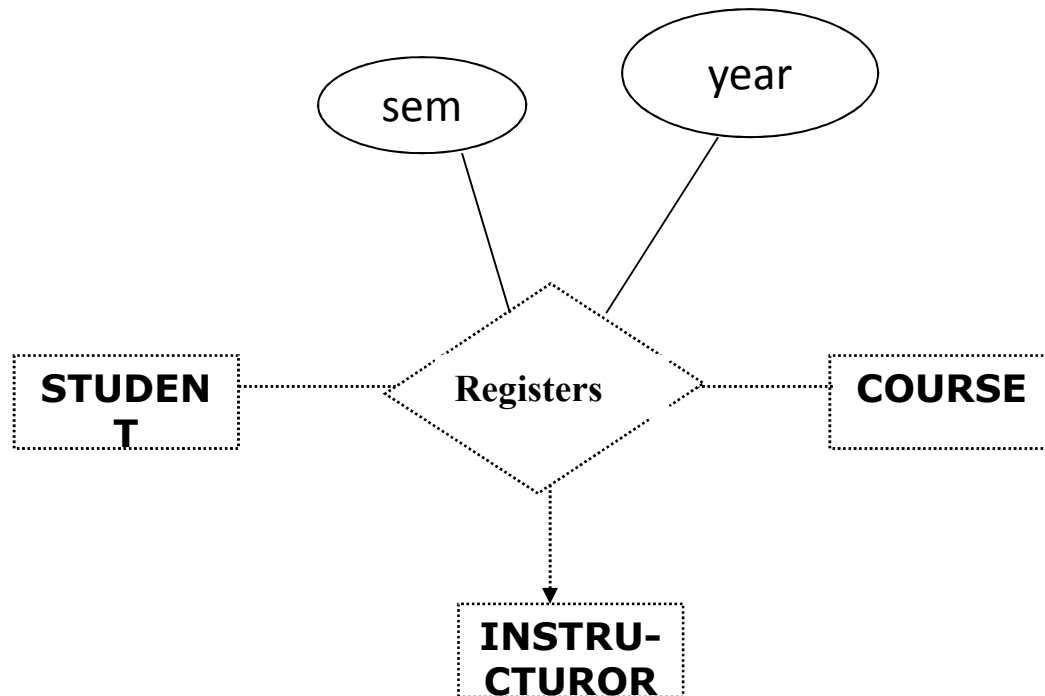 sem
year
STUDEN
T
Registers
COURSE
INSTRU-
CTUROR